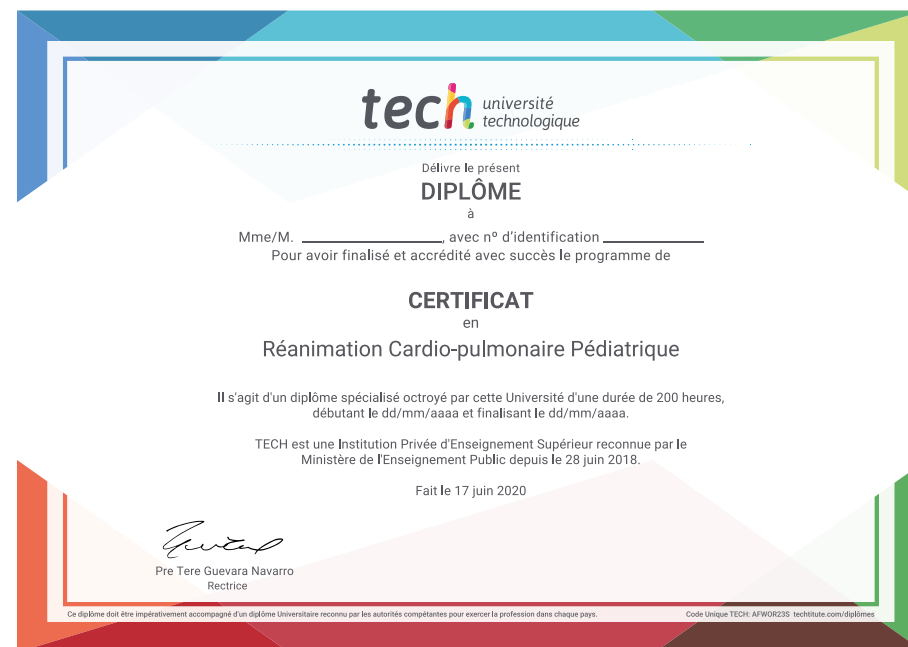 tech université
technologique
Délivre le présent
DIPLÔME
à
Mme/M. ____________________, avec nº d'identification ______________
Pour avoir finalisé et accrédité avec succès le programme de
CERTIFICAT
en
Réanimation Cardio-pulmonaire Pédiatrique
Il s'agit d'un diplôme spécialisé octroyé par cette Université d'une durée de 200 heures,
débutant le dd/mm/aaaa et finalisant le dd/mm/aaaa.
TECH est une Institution Privée d'Enseignement Supérieur reconnue par le
Ministère de l'Enseignement Public depuis le 28 juin 2018.
Fait le 17 juin 2020
Pre Tere Guevara Navarro
Rectrice
Ce diplôme doit être impérativement accompagné d'un diplôme Universitaire reconnu par les autorités compétentes pour exercer la profession dans chaque pays.
Code Unique TECH: AFWOR23S techtitute.com/diplômes